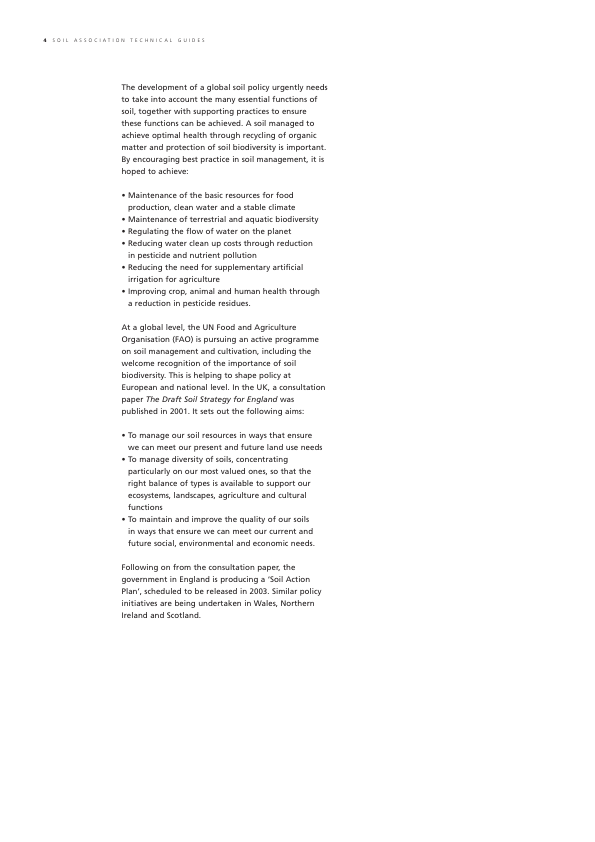 4 SOIL ASSOCIATION TECHNICAL GUIDES
The development of a global soil policy urgently needs
to take into account the many essential functions of
soil, together with supporting practices to ensure
these functions can be achieved. A soil managed to
achieve optimal health through recycling of organic
matter and protection of soil biodiversity is important.
By encouraging best practice in soil management, it is
hoped to achieve:
• Maintenance of the basic resources for food
production, clean water and a stable climate
• Maintenance of terrestrial and aquatic biodiversity
• Regulating the flow of water on the planet
• Reducing water clean up costs through reduction
in pesticide and nutrient pollution
• Reducing the need for supplementary artificial
irrigation for agriculture
• Improving crop, animal and human health through
a reduction in pesticide residues.
At a global level, the UN Food and Agriculture
Organisation (FAO) is pursuing an active programme
on soil management and cultivation, including the
welcome recognition of the importance of soil
biodiversity. This is helping to shape policy at
European and national level. In the UK, a consultation
paper The Draft Soil Strategy for England was
published in 2001. It sets out the following aims:
• To manage our soil resources in ways that ensure
we can meet our present and future land use needs
• To manage diversity of soils, concentrating
particularly on our most valued ones, so that the
right balance of types is available to support our
ecosystems, landscapes, agriculture and cultural
functions
• To maintain and improve the quality of our soils
in ways that ensure we can meet our current and
future social, environmental and economic needs.
Following on from the consultation paper, the
government in England is producing a ‘Soil Action
Plan’, scheduled to be released in 2003. Similar policy
initiatives are being undertaken in Wales, Northern
Ireland and Scotland.